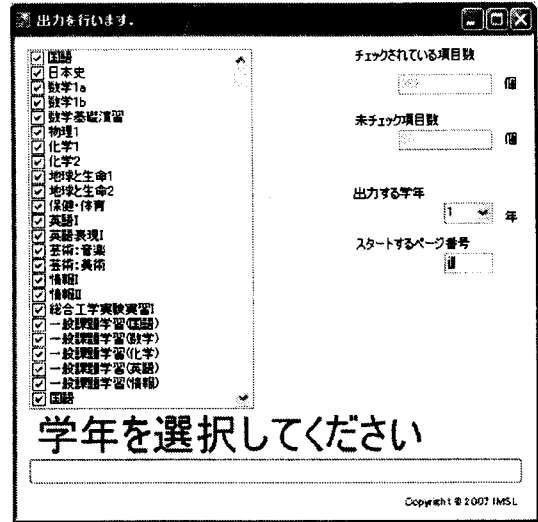 出力を行います.
国語
日本史
数学1a
数学1b
数学基礎演習
物理1
化学1
化学2
地球と生命1
地球と生命2
保健・体育
英語I
英語表現I
芸術:音楽
芸術:美術
情報I
情報II
総合工学実験実習I
一般課題学習(国語)
一般課題学習(数学)
一般課題学習(化学)
一般課題学習(英語)
一般課題学習(情報)
国語
チェックされている項目数
個
未チェック項目数
個
出力する学年
1 年
スタートするページ番号
学年を選択してください
Copyright © 2007 IMSL